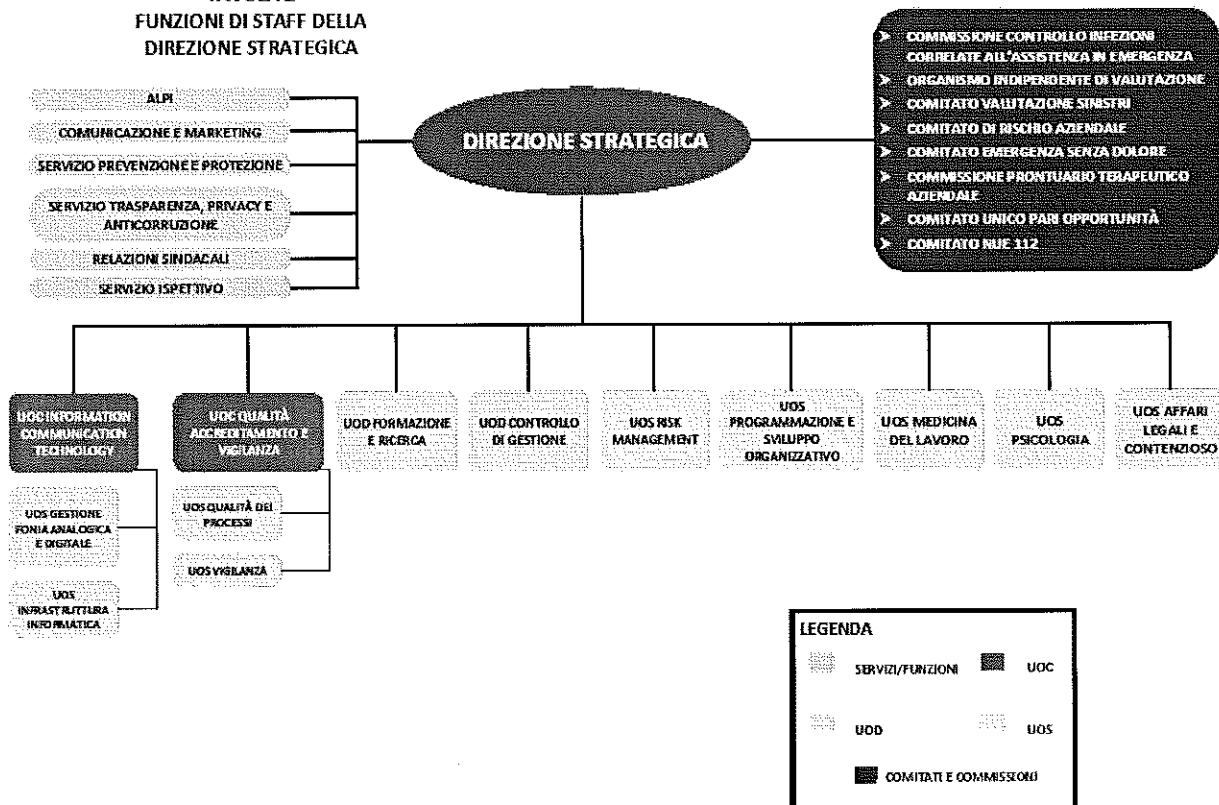 FUNZIONI DI STAFF DELLA
DIREZIONE STRATEGICA
ALPI
COMUNICAZIONE E MARKETING
SERVIZIO PREVENZIONE E PROTEZIONE
SERVIZIO TRASPARENZA, PRIVACY E
ANTICORRUZIONE
RELAZIONI SINDACALI
SERVIZIO ISPETTIVO
DIREZIONE STRATEGICA
➤ COMMISSIONE CONTROLLO INFEZIONI
CORRELATE ALL'ASSISTENZA IN EMERGENZA
➤ ORGANISMO INDIPENDENTE DI VALUTAZIONE
➤ COMITATO VALUTAZIONE SINISTRI
➤ COMITATO DI RISCHIO AZIENDALE
➤ COMITATO EMERGENZA SENZA DOLORE
➤ COMMISSIONE PRONTUARIO TERAPEUTICO
AZIENDALE
➤ COMITATO UNICO PARI OPPORTUNITÀ
➤ COMITATO NUE 112
UOC INFORMATION
COMMUNICATION
TECHNOLOGY
UOS GESTIONE
FONIA ANALOGICA
E DIGITALE
UOS
INFRASTRUTTURA
INFORMATICA
UOC QUALITÀ
ACCREDITAMENTO E
VIGILANZA
UOS QUALITÀ DEI
PROCESSI
UOS VIGILANZA
UOD FORMAZIONE
E RICERCA
UOD CONTROLLO
DI GESTIONE
UOS RISK
MANAGEMENT
UOS
PROGRAMMAZIONE E
SVILUPPO
ORGANIZZATIVO
UOS MEDICINA
DEL LAVORO
UOS
PSICOLOGIA
UOS AFFARI
LEGALI E
CONTENZIOSO
LEGENDA
SERVIZI/FUNZIONI
UOC
UOD
UOS
COMITATI E COMMISSIONI